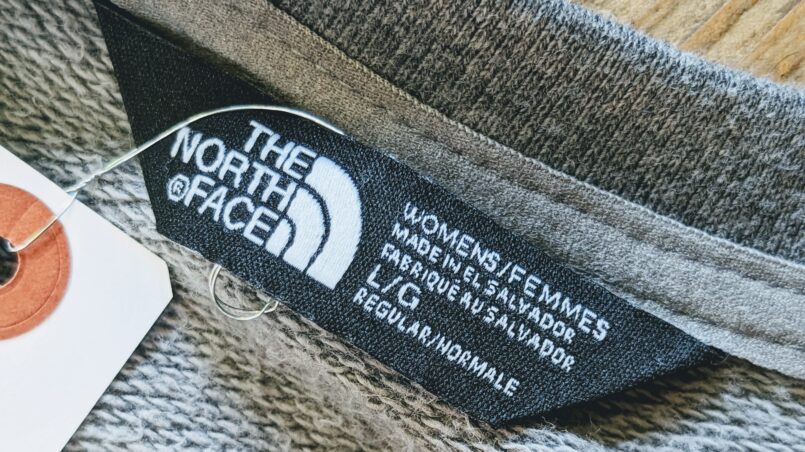 THE
NORTH
®FACE
WOMENS/FEMMES
MADE IN EL SALVADOR
FABRIQUÉ AU SALVADOR
L/G
REGULAR/NORMALE